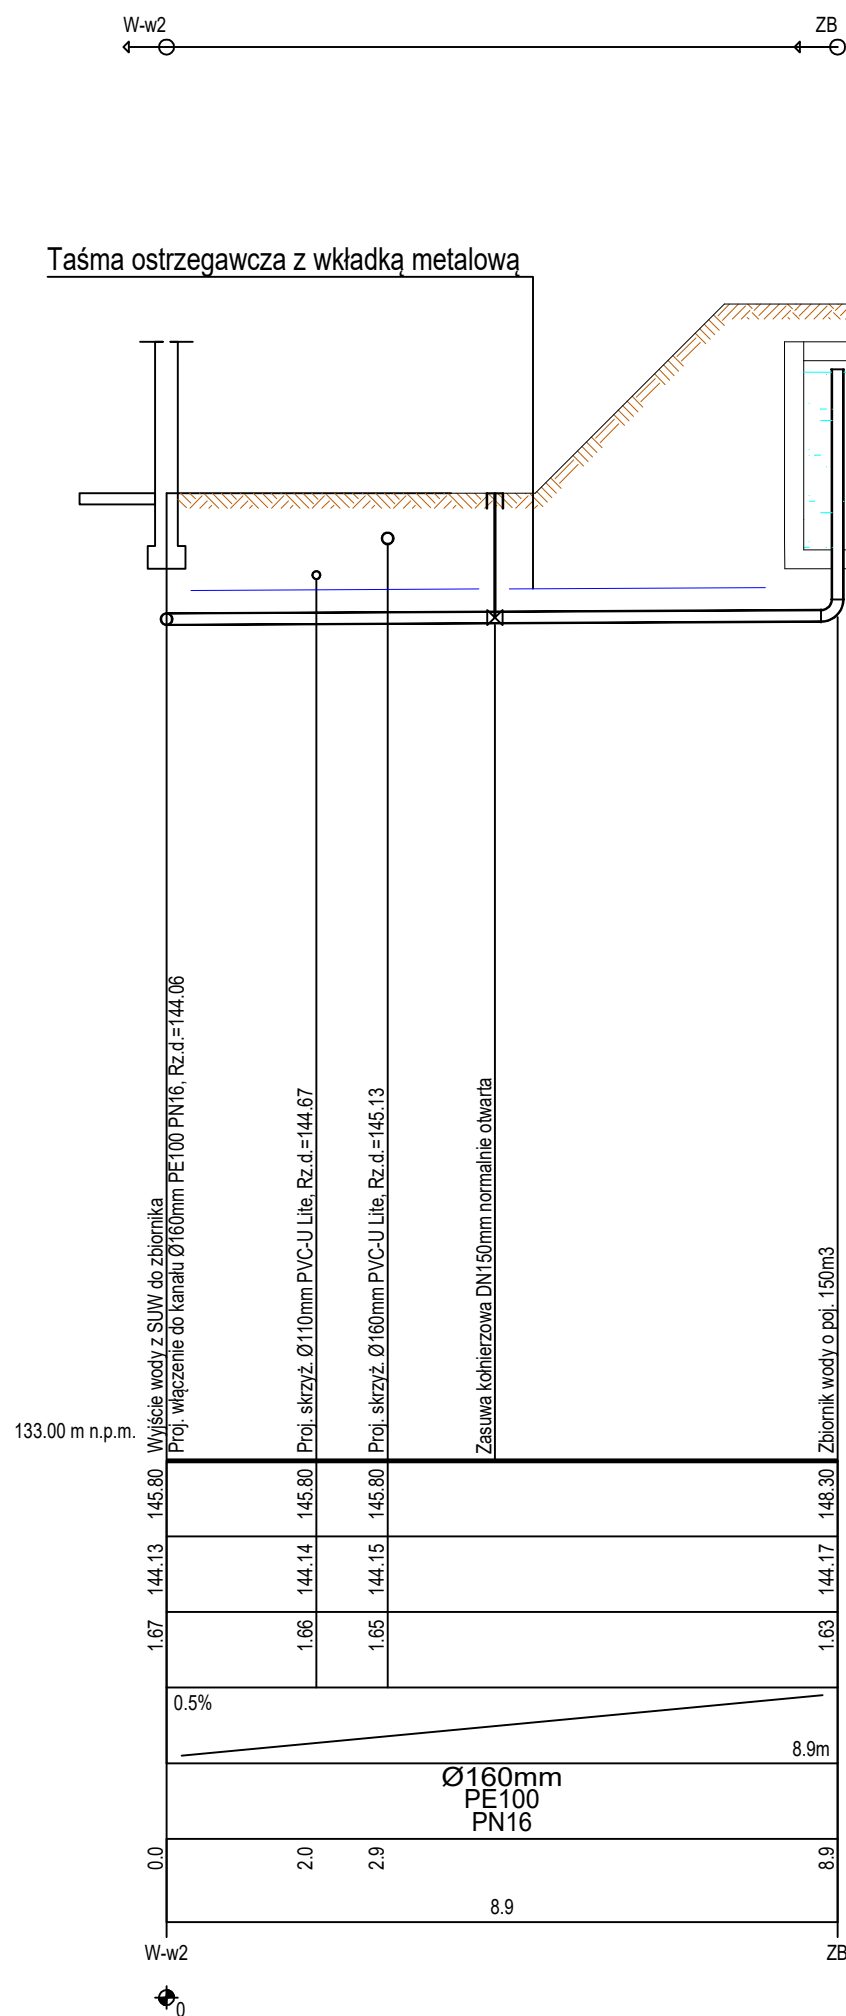 W-w2
ZB
Taśma ostrzegawcza z wkładką metalową
Wyjście wody z SUW do zbiornika
Proj. włączenie do kanału Ø160mm PE100 PN16, Rz.d.=144.06
Proj. skrzyż. Ø110mm PVC-U Lite, Rz.d.=144.67
Proj. skrzyż. Ø160mm PVC-U Lite, Rz.d.=145.13
Zasuwa kołnierzowa DN150mm normalnie otwarta
Zbiornik wody o poj. 150m3
133.00 m n.p.m.
145.80
145.80
145.80
148.30
144.13
144.14
144.15
144.17
1.67
1.66
1.65
1.63
0.5%
8.9m
Ø160mm
PE100
PN16
0.0
2.0
2.9
8.9
8.9
W-w2
ZB
0